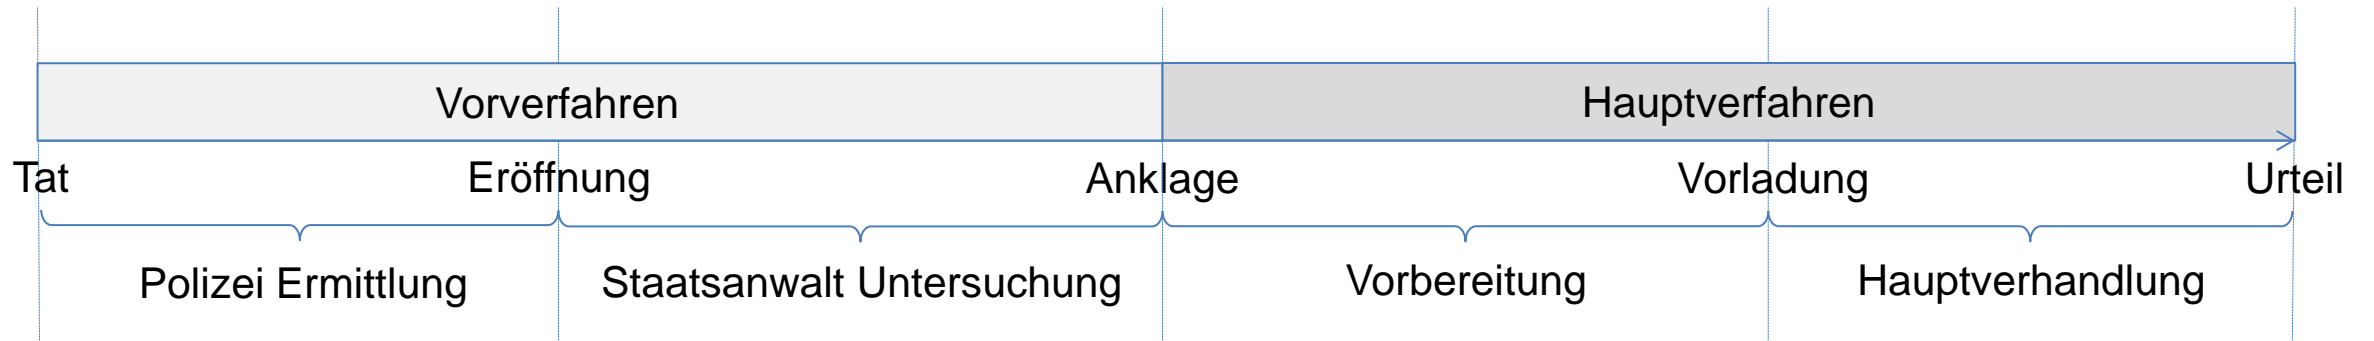 Vorverfahren
Hauptverfahren
Tat
Eröffnung
Anklage
Vorladung
Urteil
Polizei Ermittlung
Staatsanwalt Untersuchung
Vorbereitung
Hauptverhandlung